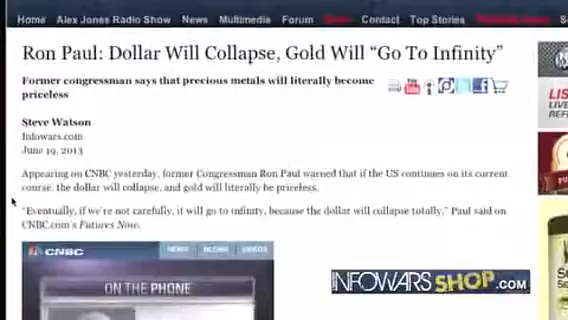 Home Alex Jones Radio Show News Multimedia Forum Contact Top Stories
Ron Paul: Dollar Will Collapse, Gold Will “Go To Infinity”
Former congressman says that precious metals will literally become
priceless
Steve Watson
Infowars.com
June 19, 2013
Appearing on CNBC yesterday, former Congressman Ron Paul warned that if the US continues on its current
course, the dollar will collapse, and gold will literally be priceless.
“Eventually, if we're not carefully, it will go to infinity, because the dollar will collapse totally,” Paul said on
CNBC.com's Futures Now.
CNBC NEWS BLOGS VIDEOS
ON THE PHONE
INFOWARSSHOP.COM
LIS
LIVE
REF